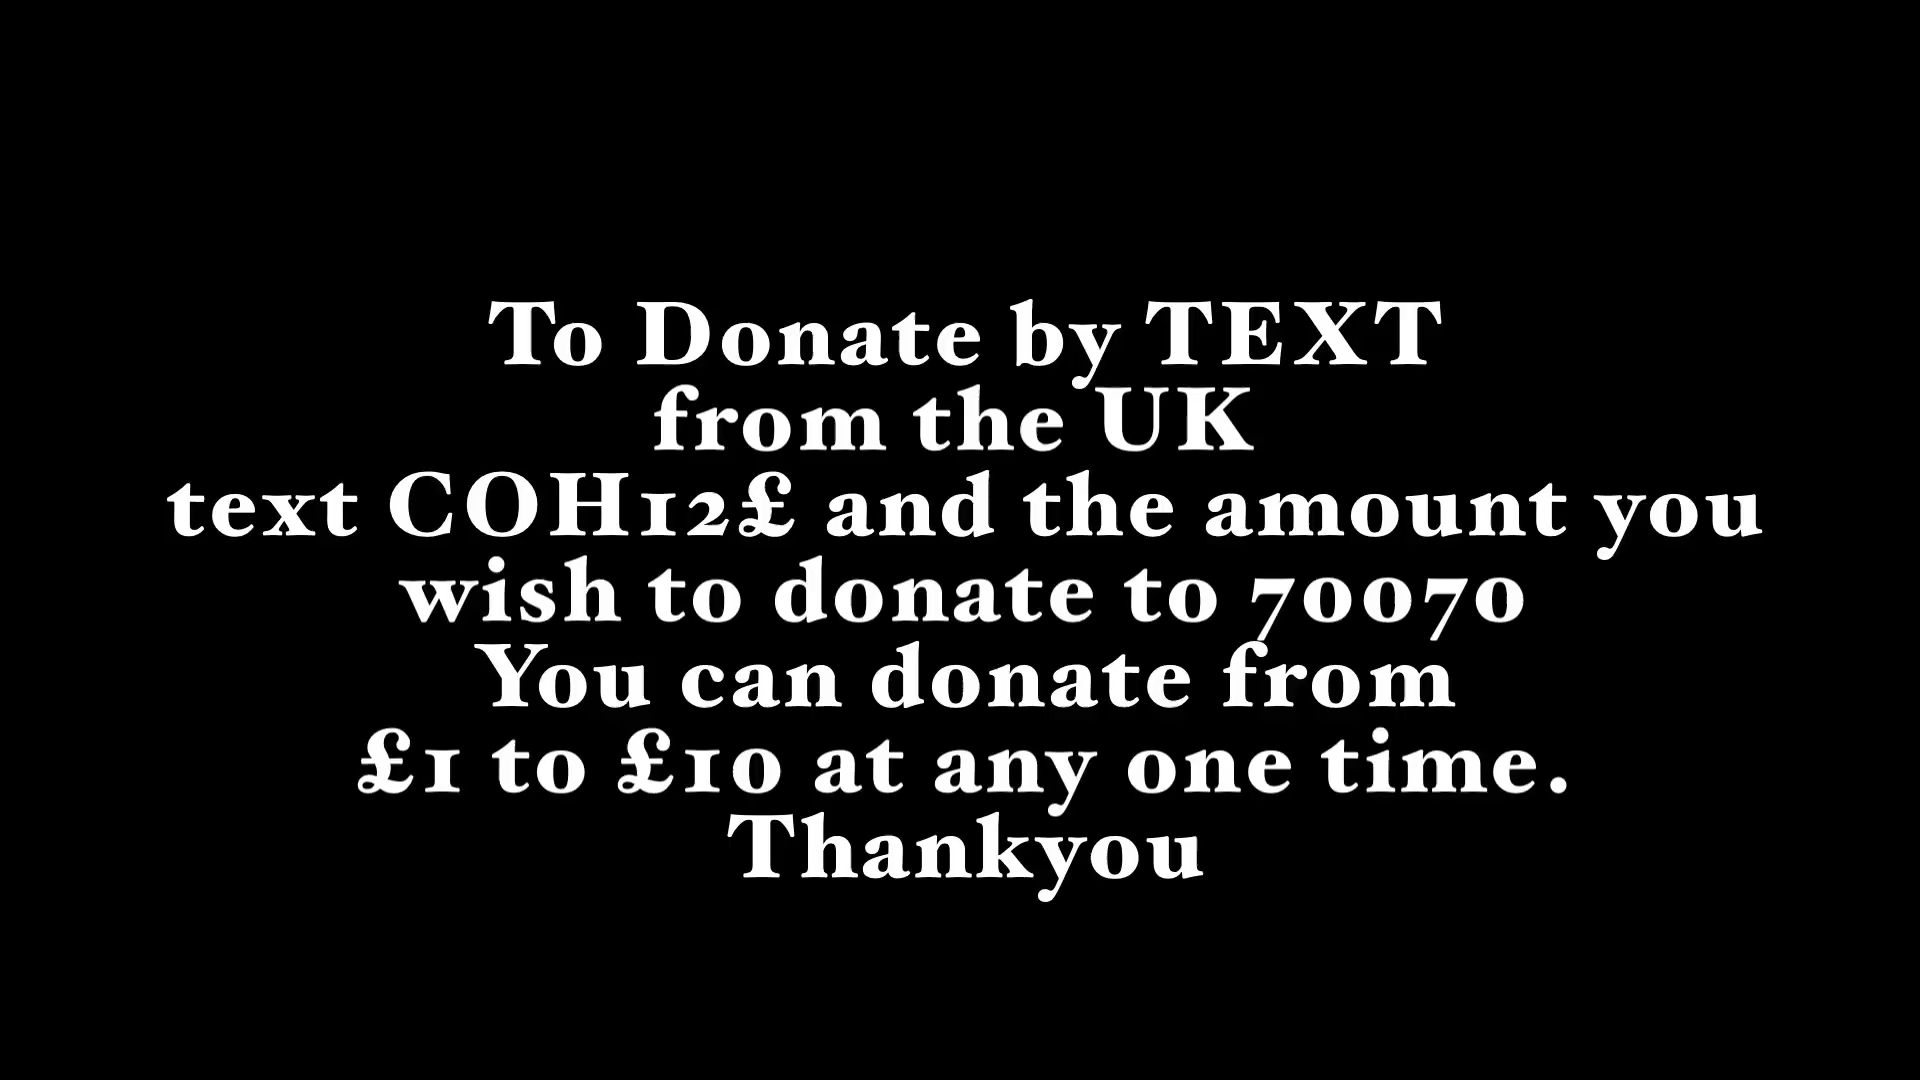 To Donate by TEXT
from the UK
text COH12£ and the amount you
wish to donate to 70070
You can donate from
£1 to £10 at any one time.
Thankyou